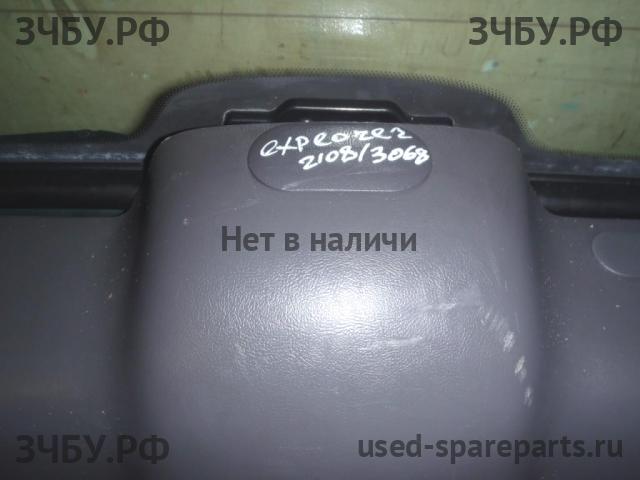 ЗЧБУ.РФ ЗЧБУ.РФ
explorer
2108/3068
Нет в наличи
ЗЧБУ.РФ used-spareparts.ru